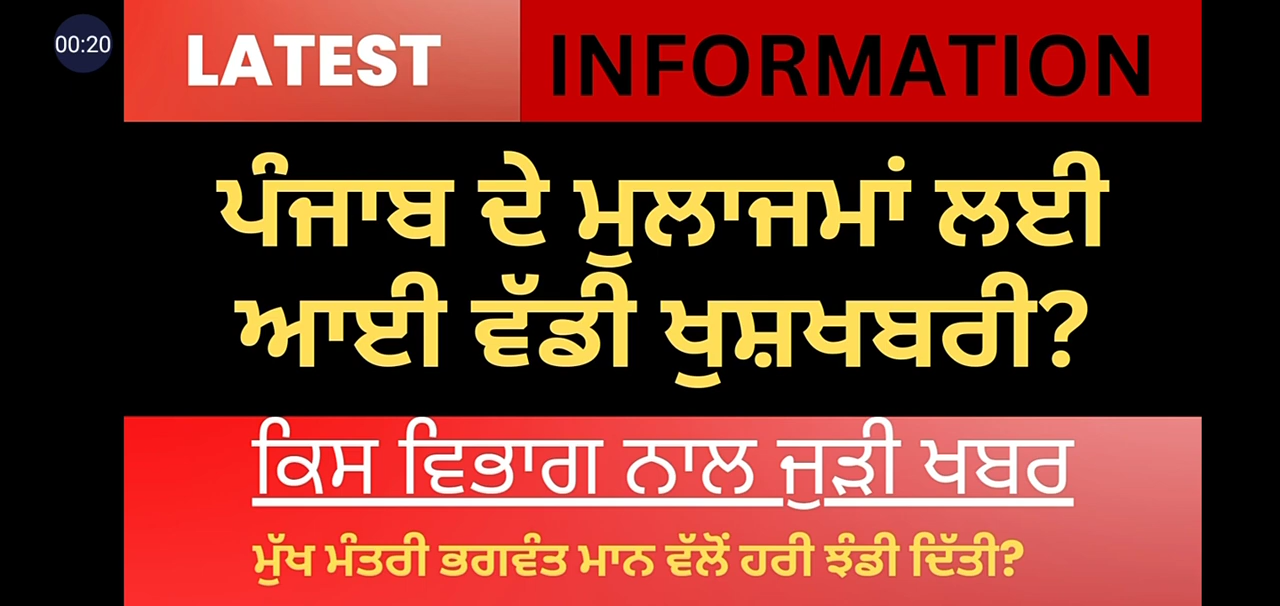 00:20
LATEST INFORMATION
ਪੰਜਾਬ ਦੇ ਮੁਲਾਜਮਾਂ ਲਈ
ਆਈ ਵੱਡੀ ਖੁਸ਼ਖਬਰੀ?
ਕਿਸ ਵਿਭਾਗ ਨਾਲ ਜੁੜੀ ਖਬਰ
ਮੁੱਖ ਮੰਤਰੀ ਭਗਵੰਤ ਮਾਨ ਵੱਲੋਂ ਹਰੀ ਝੰਡੀ ਦਿੱਤੀ?